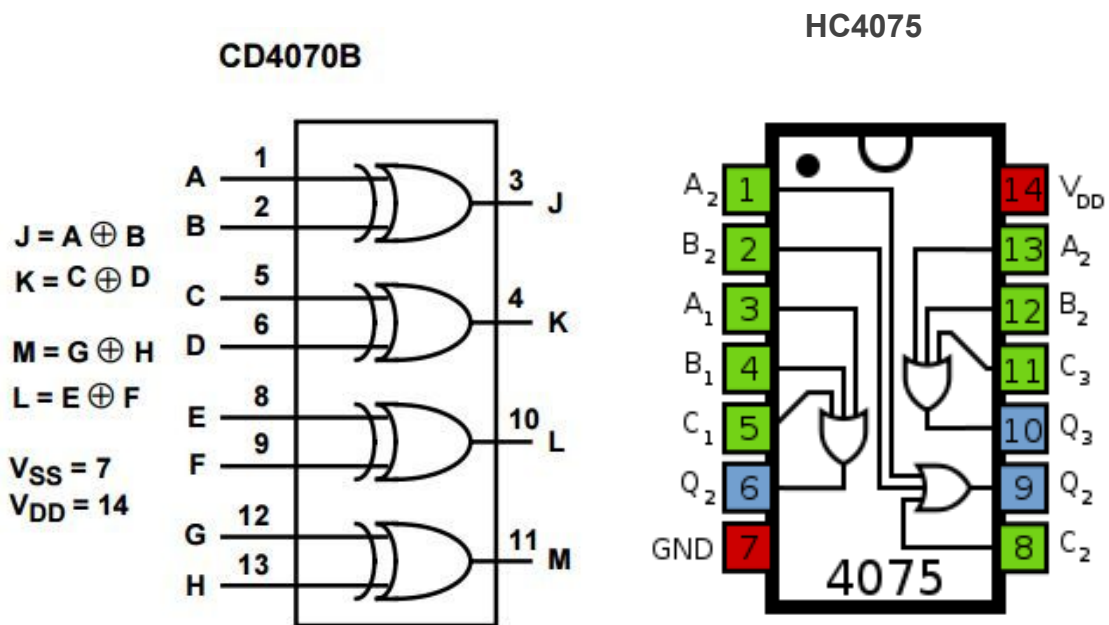 CD4070B
J = A ⊕ B
K = C ⊕ D
M = G ⊕ H
L = E ⊕ F
VSS = 7
VDD = 14
A 1
B 2
3 J
C 5
D 6
4 K
E 8
F 9
10 L
G 12
H 13
11 M
HC4075
A2 1
B2 2
A1 3
B1 4
C1 5
Q2 6
GND 7
14 VDD
13 A2
12 B2
11 C3
10 Q3
9 Q2
8 C2
4075